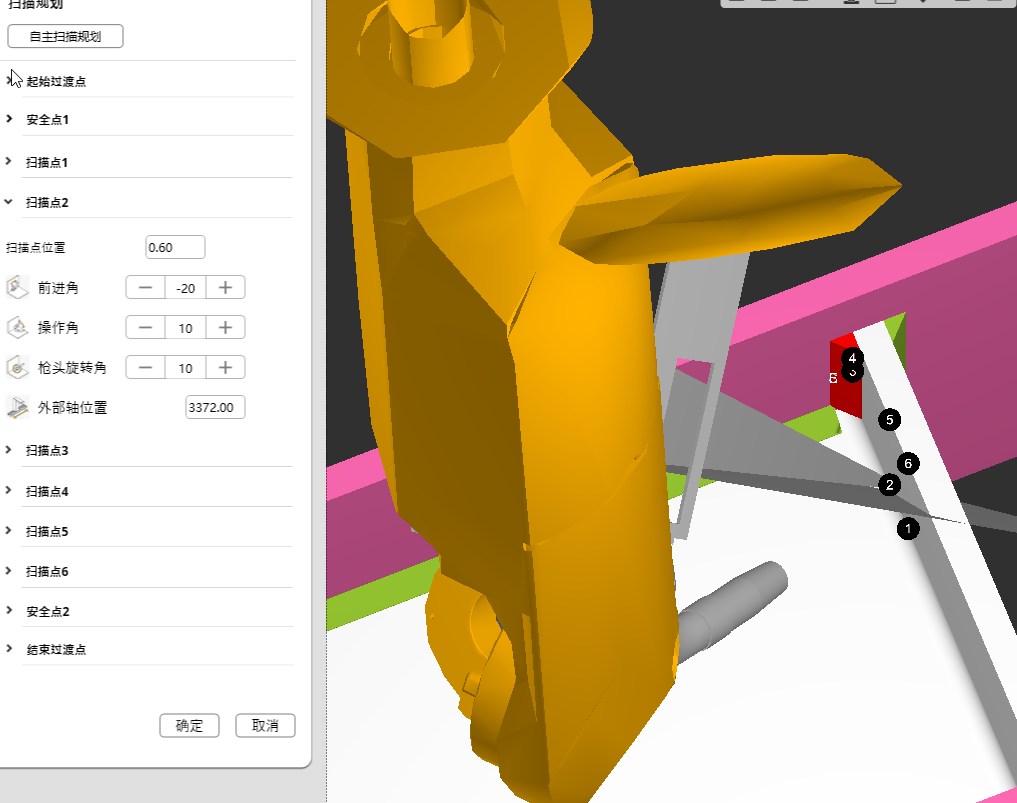 扫描规划
自主扫描规划
起始过渡点
安全点1
扫描点1
扫描点2
扫描点位置 0.60
前进角 -20
操作角 10
枪头旋转角 10
外部轴位置 3372.00
扫描点3
扫描点4
扫描点5
扫描点6
安全点2
结束过渡点
确定 取消
4
3
5
6
2
1